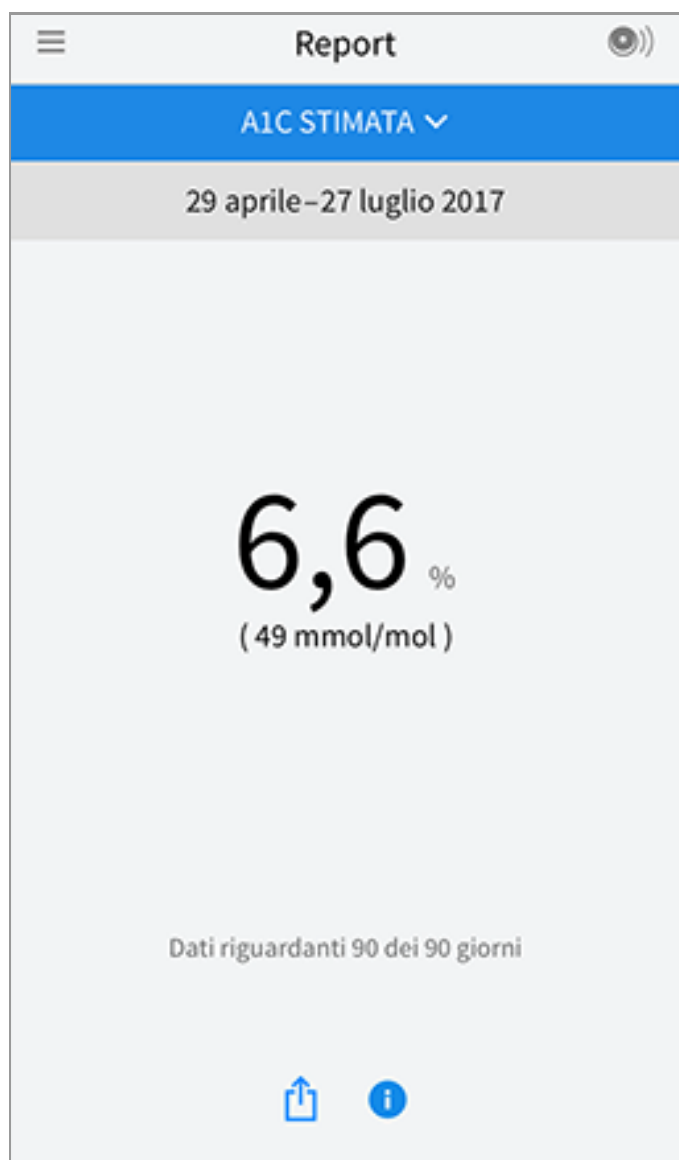 Report
A1C STIMATA
29 aprile–27 luglio 2017
6,6 %
( 49 mmol/mol )
Dati riguardanti 90 dei 90 giorni